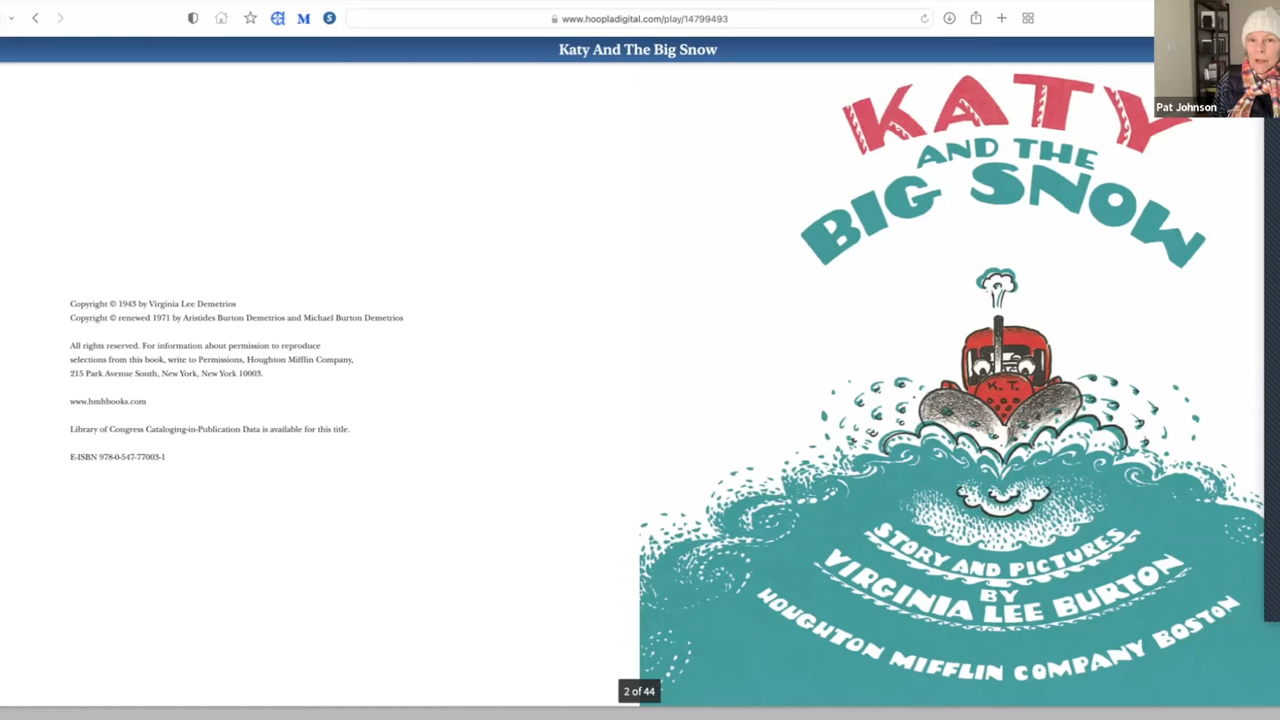 www.hoopladigital.com/play/14799493
Katy And The Big Snow
Pat Johnson
Copyright © 1943 by Virginia Lee Demetrios
Copyright © renewed 1971 by Aristides Burton Demetrios and Michael Burton Demetrios
All rights reserved. For information about permission to reproduce
selections from this book, write to Permissions, Houghton Mifflin Company,
215 Park Avenue South, New York, New York 10003.
www.hmhbooks.com
Library of Congress Cataloging-in-Publication Data is available for this title.
E-ISBN 978-0-547-77003-1
KATY
AND THE
BIG SNOW
K.T.
STORY AND PICTURES
BY
VIRGINIA LEE BURTON
HOUGHTON MIFFLIN COMPANY BOSTON
2 of 44